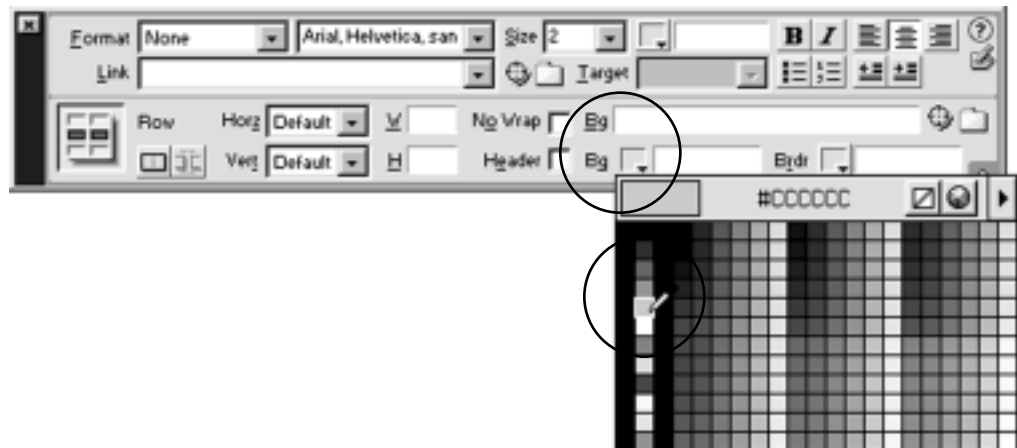 Format None Arial, Helvetica, san Size 2 B I ?
Link Target
Row Horz Default W No Wrap Bg
Vert Default H Header Bg Brdr
#CCCCCC